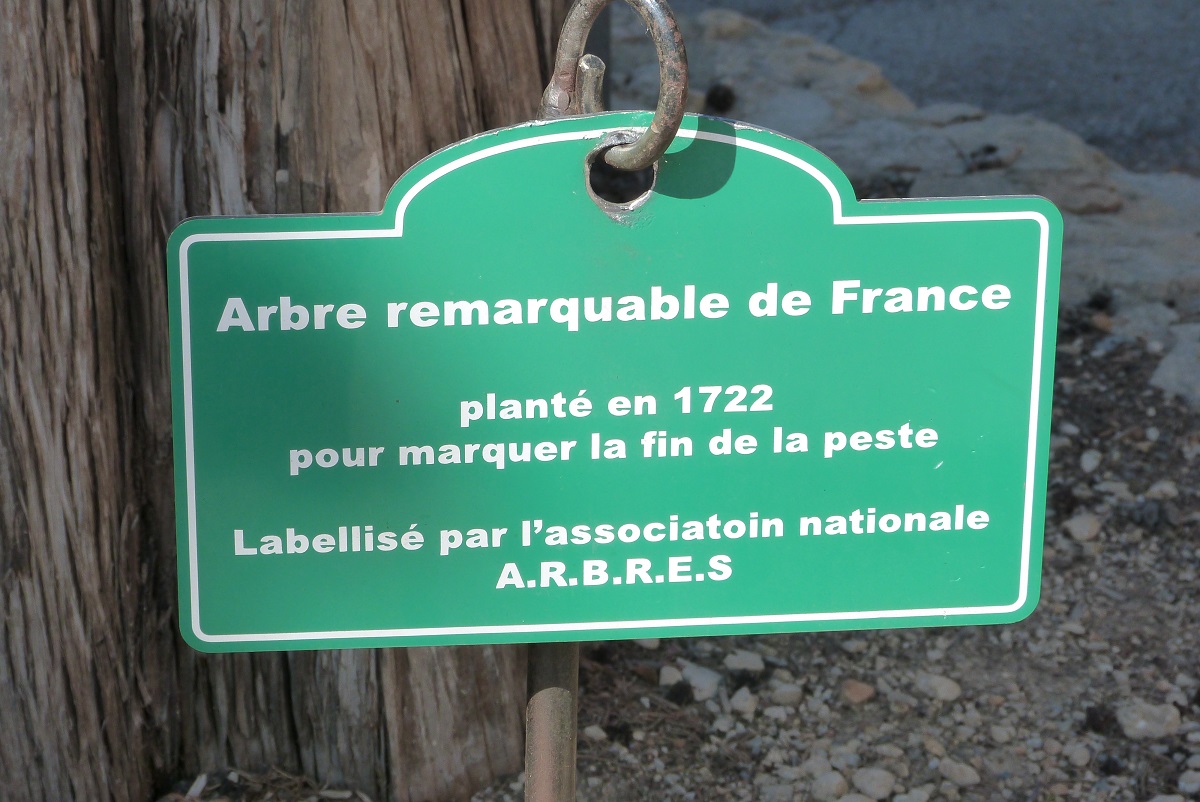 Arbre remarquable de France
planté en 1722
pour marquer la fin de la peste
Labellisé par l’associatoin nationale
A.R.B.R.E.S